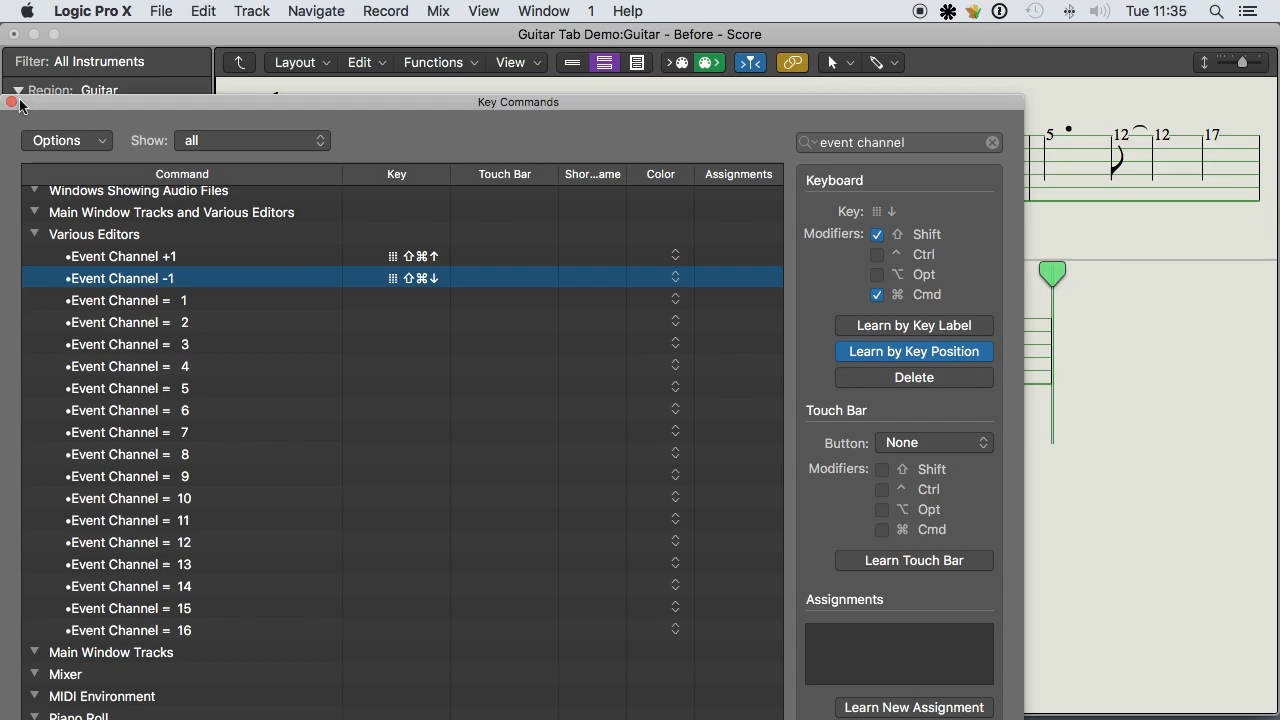 Logic Pro X File Edit Track Navigate Record Mix View Window 1 Help Tue 11:35
Guitar Tab Demo:Guitar - Before - Score
Filter: All Instruments
Layout Edit Functions View
Region: Guitar
Key Commands
5 12 12 17
Options Show: all event channel
Command Key Touch Bar Shor...ame Color Assignments
Windows Showing Audio Files
Main Window Tracks and Various Editors
Various Editors
•Event Channel +1 ⇧⌘↑
•Event Channel -1 ⇧⌘↓
•Event Channel = 1
•Event Channel = 2
•Event Channel = 3
•Event Channel = 4
•Event Channel = 5
•Event Channel = 6
•Event Channel = 7
•Event Channel = 8
•Event Channel = 9
•Event Channel = 10
•Event Channel = 11
•Event Channel = 12
•Event Channel = 13
•Event Channel = 14
•Event Channel = 15
•Event Channel = 16
Main Window Tracks
Mixer
MIDI Environment
Piano Roll
Keyboard
Key: ↓
Modifiers: ⇧ Shift
⌃ Ctrl
⌥ Opt
⌘ Cmd
Learn by Key Label
Learn by Key Position
Delete
Touch Bar
Button: None
Modifiers: ⇧ Shift
⌃ Ctrl
⌥ Opt
⌘ Cmd
Learn Touch Bar
Assignments
Learn New Assignment